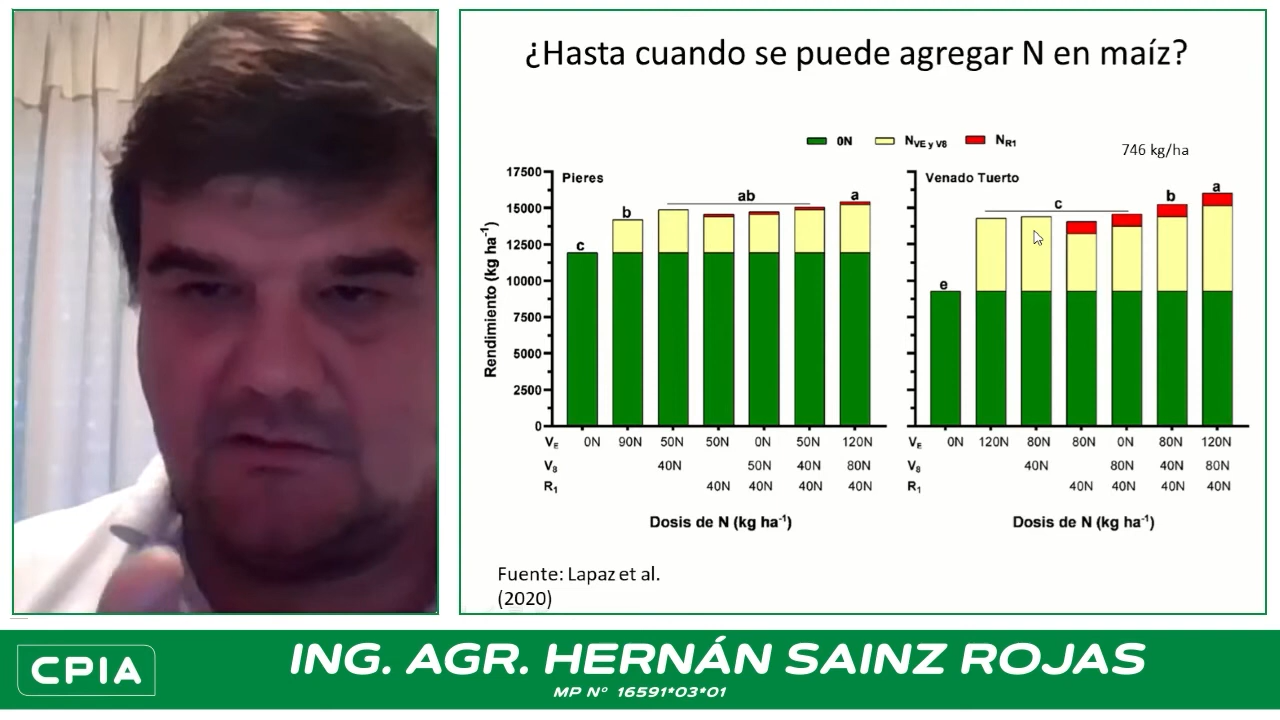 ¿Hasta cuando se puede agregar N en maíz?
0N N VE y V8 N R1
746 kg/ha
Rendimiento (kg ha-1)
Pieres
17500
15000
12500
10000
7500
5000
2500
0
c b ab a
VE 0N 90N 50N 50N 0N 50N 120N
V8 40N 50N 40N 80N
R1 40N 40N 40N 40N
Dosis de N (kg ha-1)
Venado Tuerto
e c b a
VE 0N 120N 80N 80N 0N 80N 120N
V8 40N 80N 40N 80N
R1 40N 40N 40N 40N
Dosis de N (kg ha-1)
Fuente: Lapaz et al.
(2020)
CPIA
ING. AGR. HERNÁN SAINZ ROJAS
MP Nº 16591*03*01